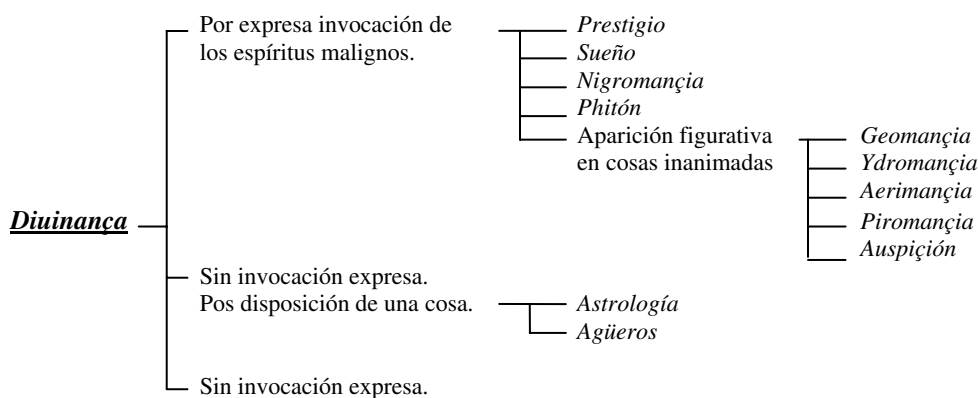 Por expresa invocación de
los espíritus malignos.
Prestigio
Sueño
Nigromançia
Phitón
Aparición figurativa
en cosas inanimadas
Geomançia
Ydromançia
Aerimançia
Piromançia
Auspiçión
Diuinança
Sin invocación expresa.
Pos disposición de una cosa.
Astrología
Agüeros
Sin invocación expresa.